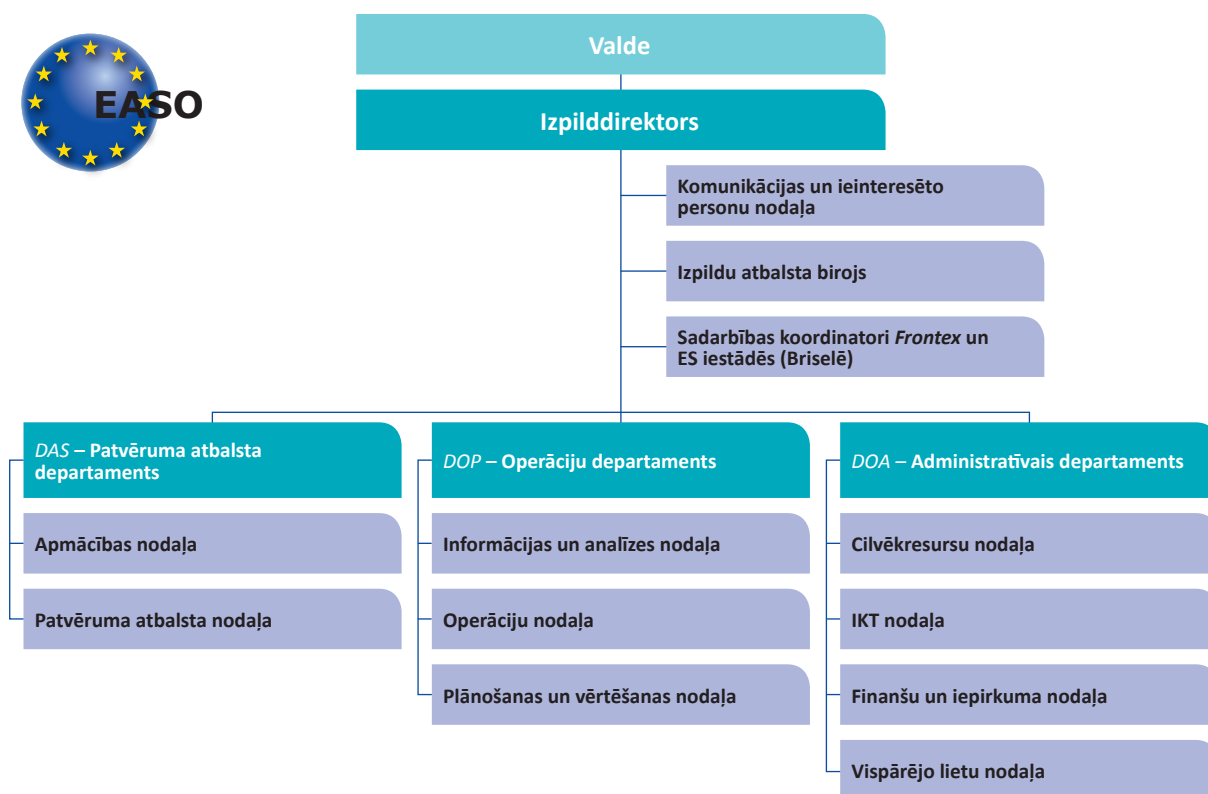 EASO
Valde
Izpilddirektors
Komunikācijas un ieinteresēto
personu nodaļa
Izpildu atbalsta birojs
Sadarbības koordinatori Frontex un
ES iestādēs (Briselē)
DAS – Patvēruma atbalsta
departaments
Apmācības nodaļa
Patvēruma atbalsta nodaļa
DOP – Operāciju departaments
Informācijas un analīzes nodaļa
Operāciju nodaļa
Plānošanas un vērtēšanas nodaļa
DOA – Administratīvais departaments
Cilvēkresursu nodaļa
IKT nodaļa
Finanšu un iepirkuma nodaļa
Vispārējo lietu nodaļa